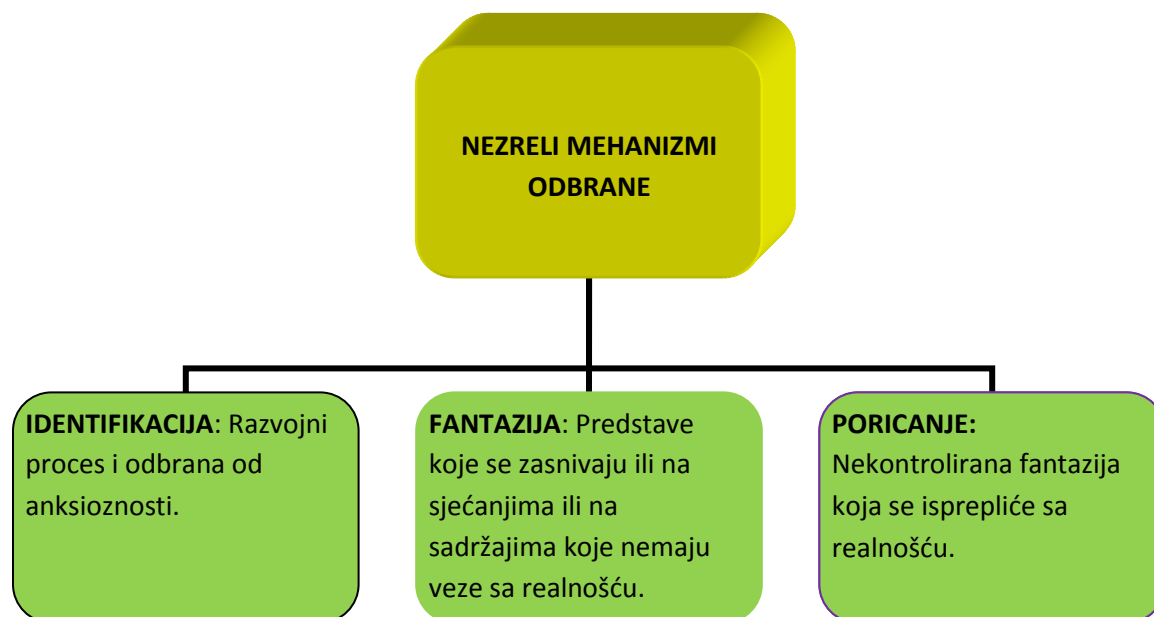 NEZRELI MEHANIZMI
ODBRANE
IDENTIFIKACIJA: Razvojni
proces i odbrana od
anksioznosti.
FANTAZIJA: Predstave
koje se zasnivaju ili na
sjećanjima ili na
sadržajima koje nemaju
veze sa realnošću.
PORICANJE:
Nekontrolirana fantazija
koja se isprepliće sa
realnošću.